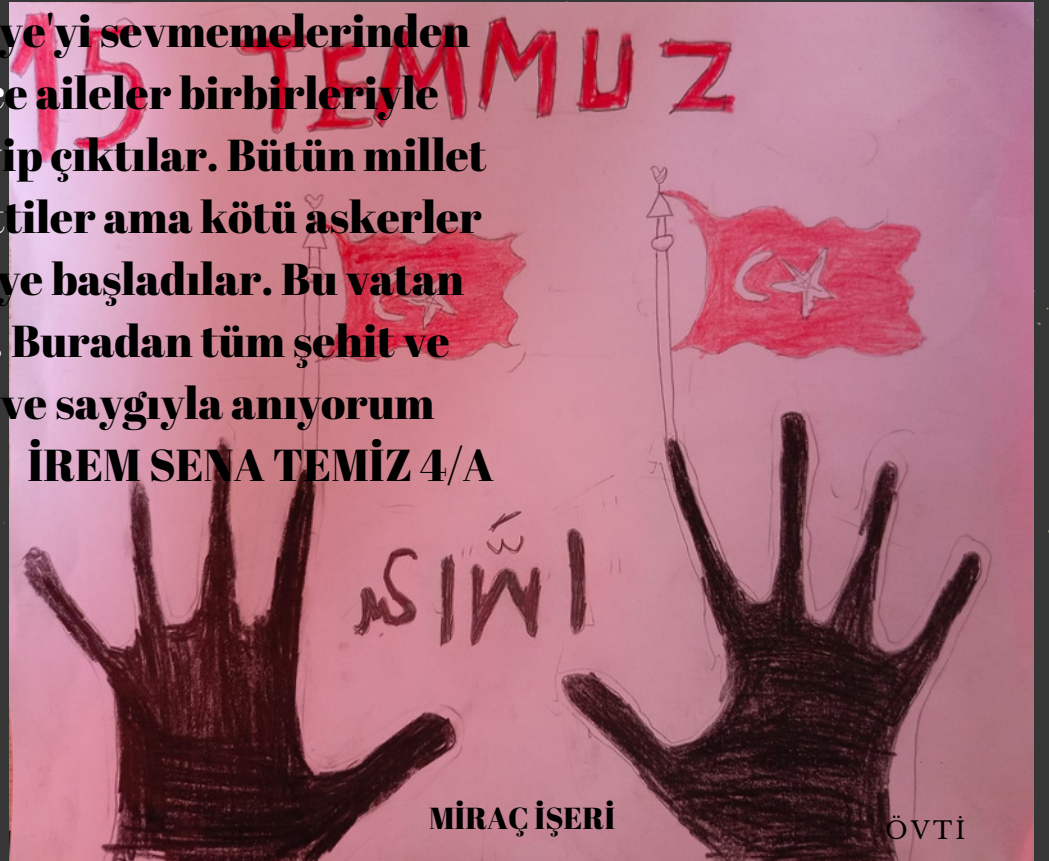 15 TEMMUZ
ye'yi sevmemelerinden
e aileler birbirleriyle
ip çıktılar. Bütün millet
tiler ama kötü askerler
ye başladılar. Bu vatan
. Buradan tüm şehit ve
ve saygıyla anıyorum
İREM SENA TEMİZ 4/A
MİRAÇ İŞERİ
ÖVTİ